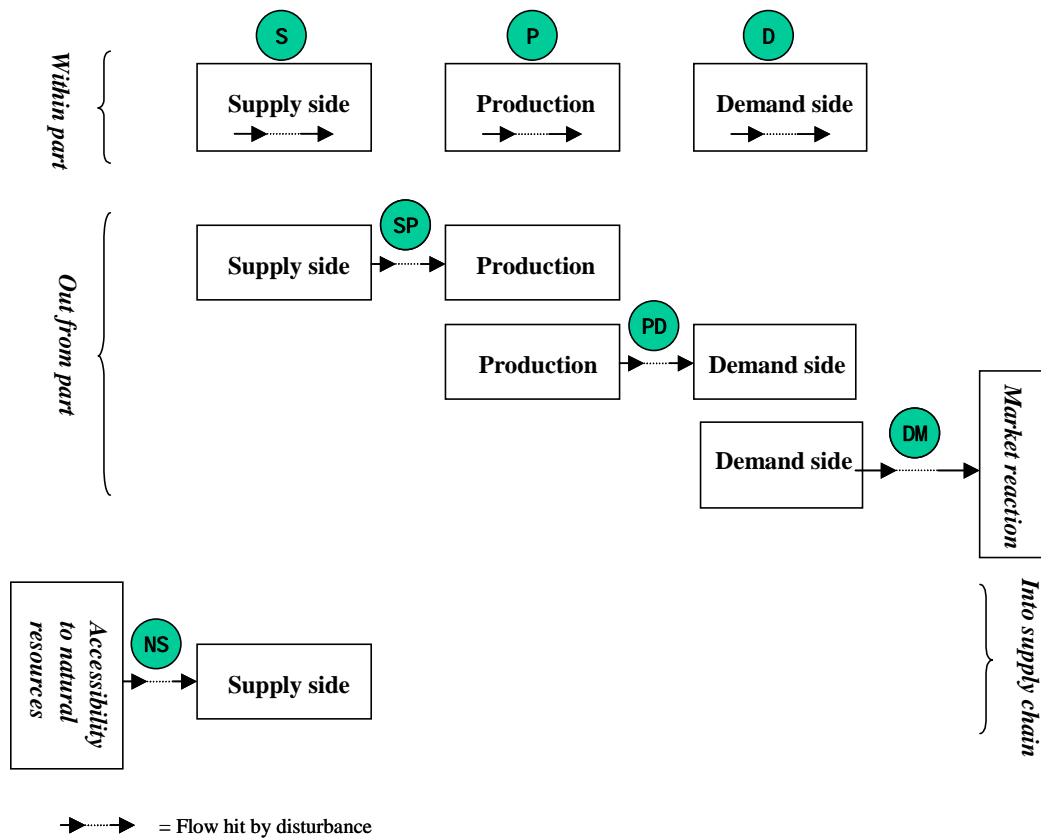 S
P
D
Within part
Supply side
Production
Demand side
Out from part
SP
Supply side
Production
PD
Production
Demand side
DM
Demand side
Market reaction
Into supply chain
Accessibility
to natural
resources
NS
Supply side
= Flow hit by disturbance